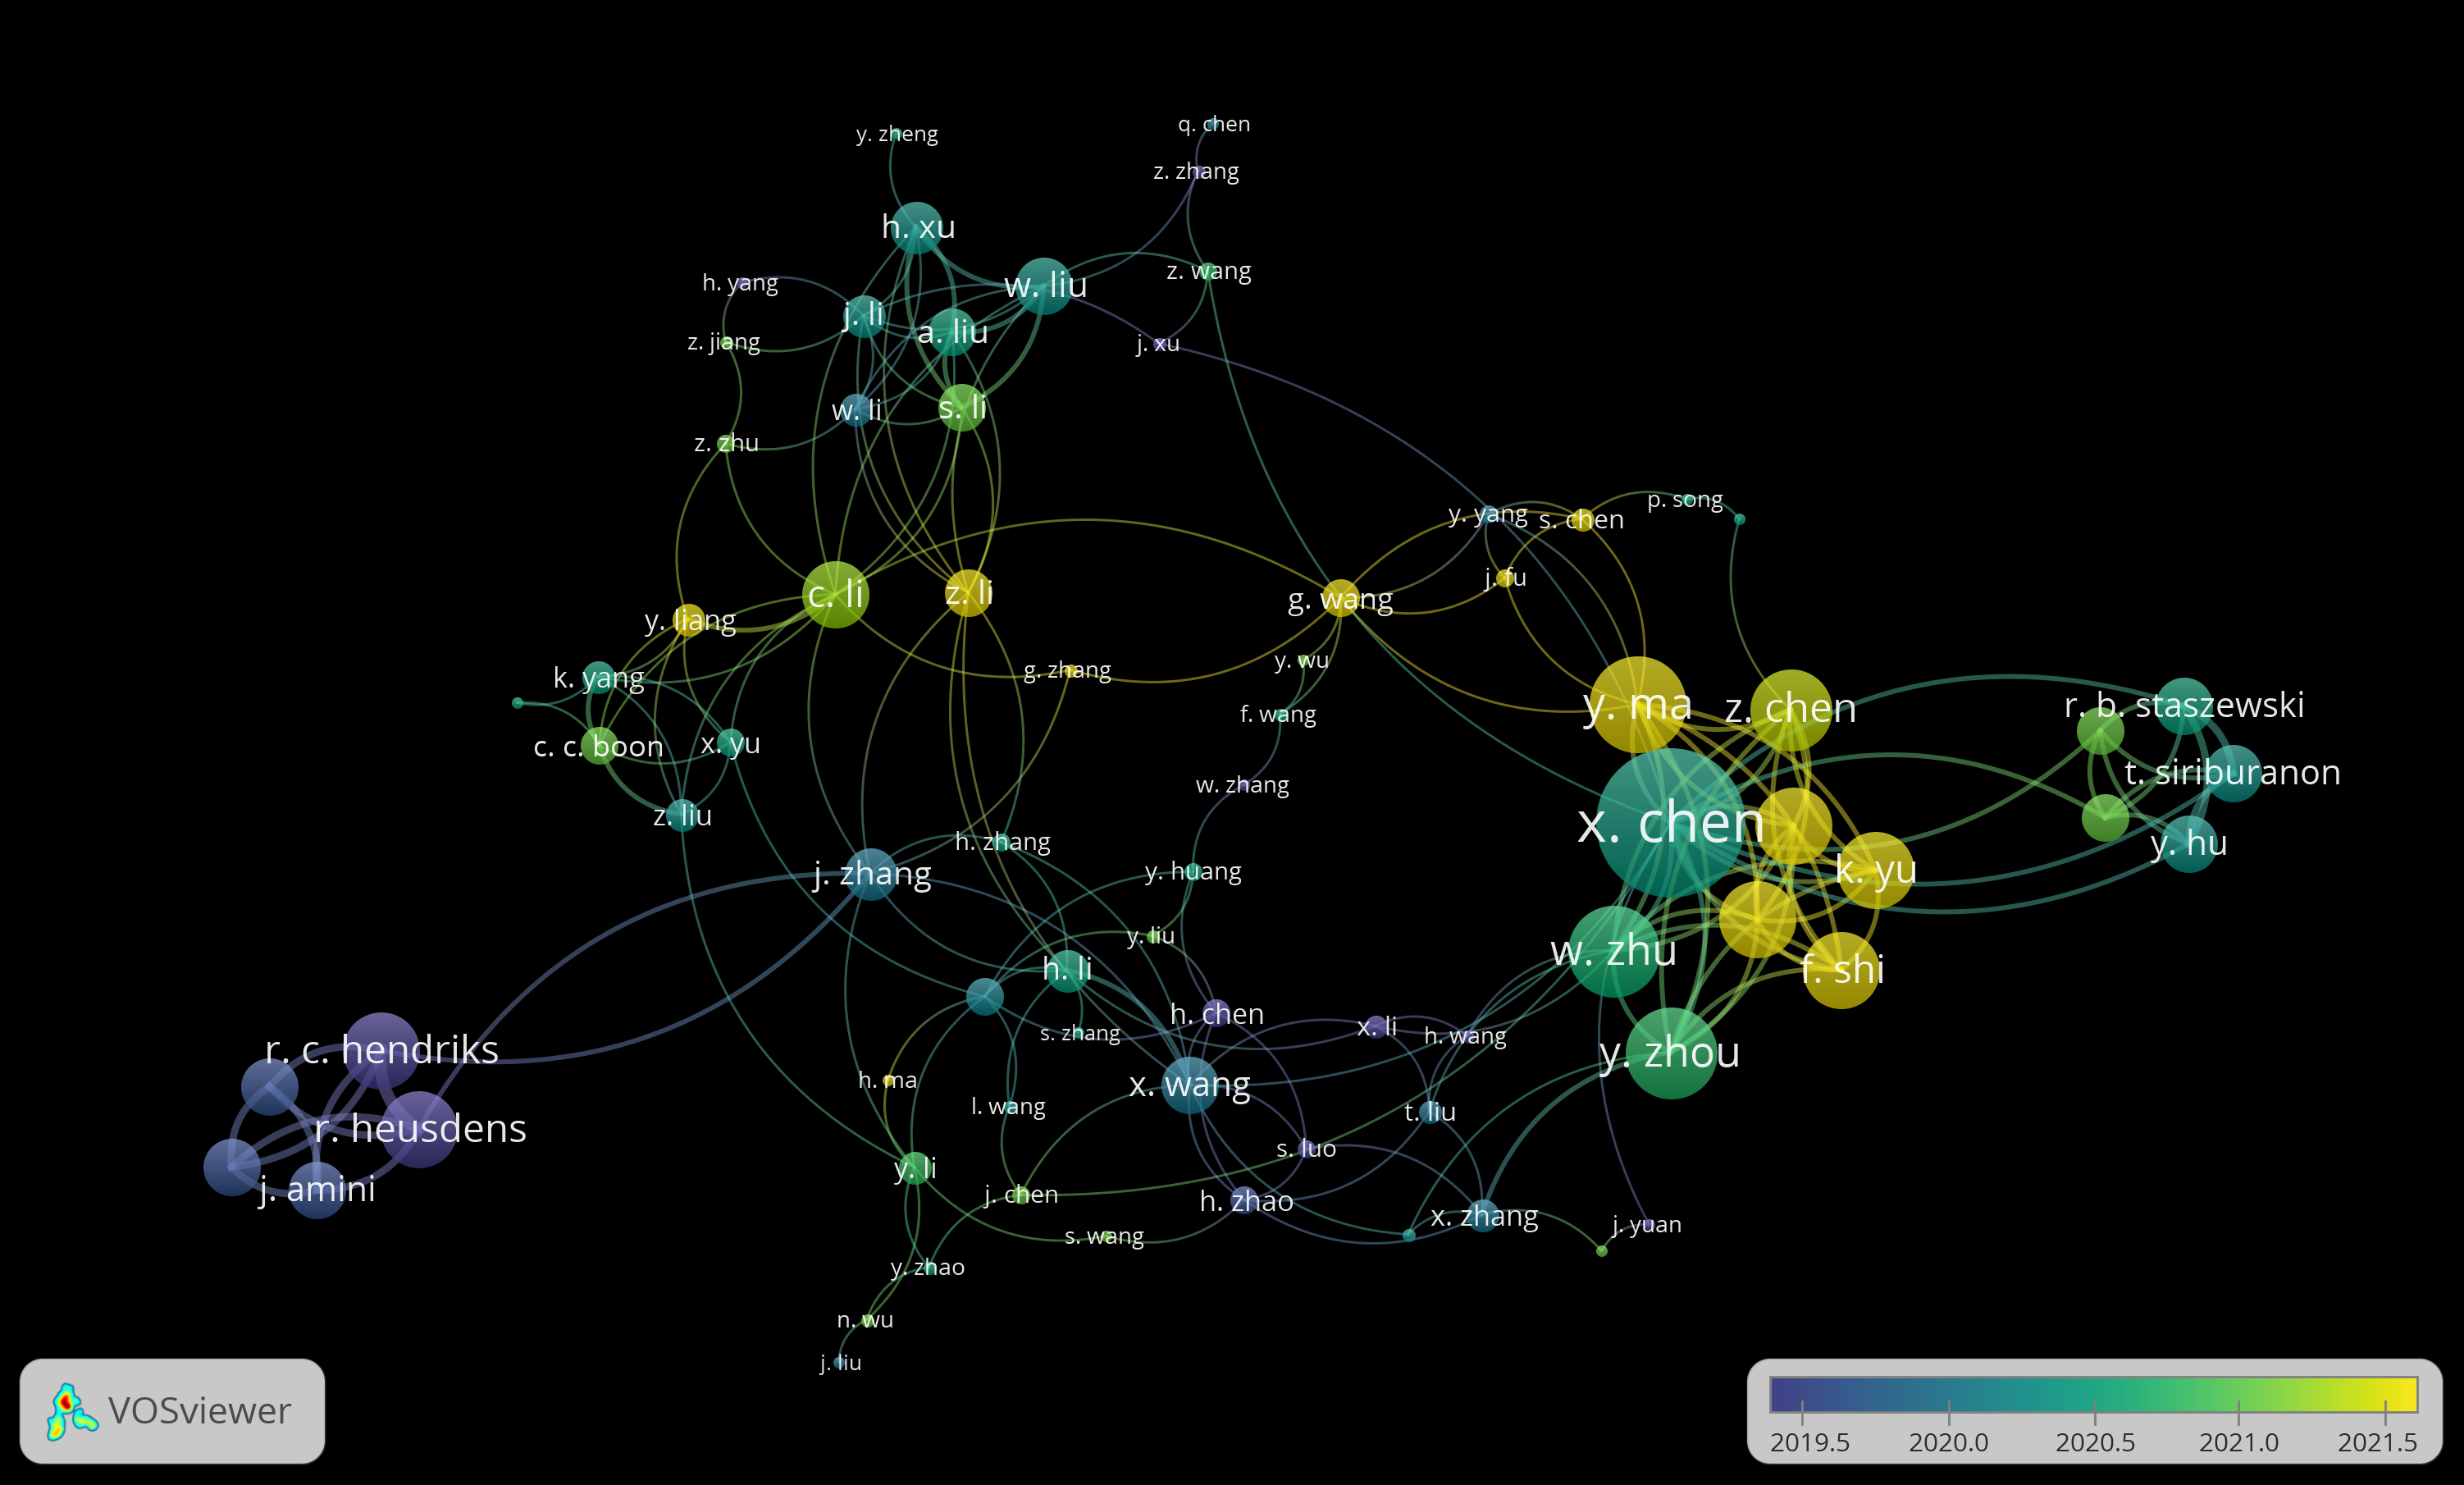 y. zheng
q. chen
z. zhang
h. xu
z. wang
h. yang
w. liu
j. li
a. liu
z. jiang
j. xu
w. li
s. li
z. zhu
p. song
y. yang
s. chen
j. fu
c. li
z. li
g. wang
y. liang
y. wu
g. zhang
k. yang
f. wang
y. ma
z. chen
r. b. staszewski
c. c. boon
x. yu
t. siriburanon
w. zhang
z. liu
x. chen
h. zhang
y. hu
j. zhang
y. huang
k. yu
y. liu
w. zhu
h. li
f. shi
h. chen
x. li
s. zhang
h. wang
r. c. hendriks
y. zhou
h. ma
x. wang
l. wang
t. liu
r. heusdens
s. luo
y. li
j. amini
j. chen
h. zhao
x. zhang
j. yuan
s. wang
y. zhao
n. wu
j. liu
VOSviewer
2019.5 2020.0 2020.5 2021.0 2021.5